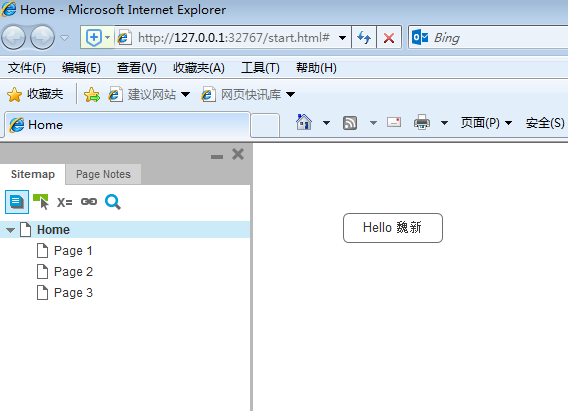 Home - Microsoft Internet Explorer
http://127.0.0.1:32767/start.html#
Bing
文件(F) 编辑(E) 查看(V) 收藏夹(A) 工具(T) 帮助(H)
收藏夹 建议网站 网页快讯库
Home 页面(P) 安全(S)
Sitemap Page Notes
X=
Home
Page 1
Page 2
Page 3
Hello 魏新